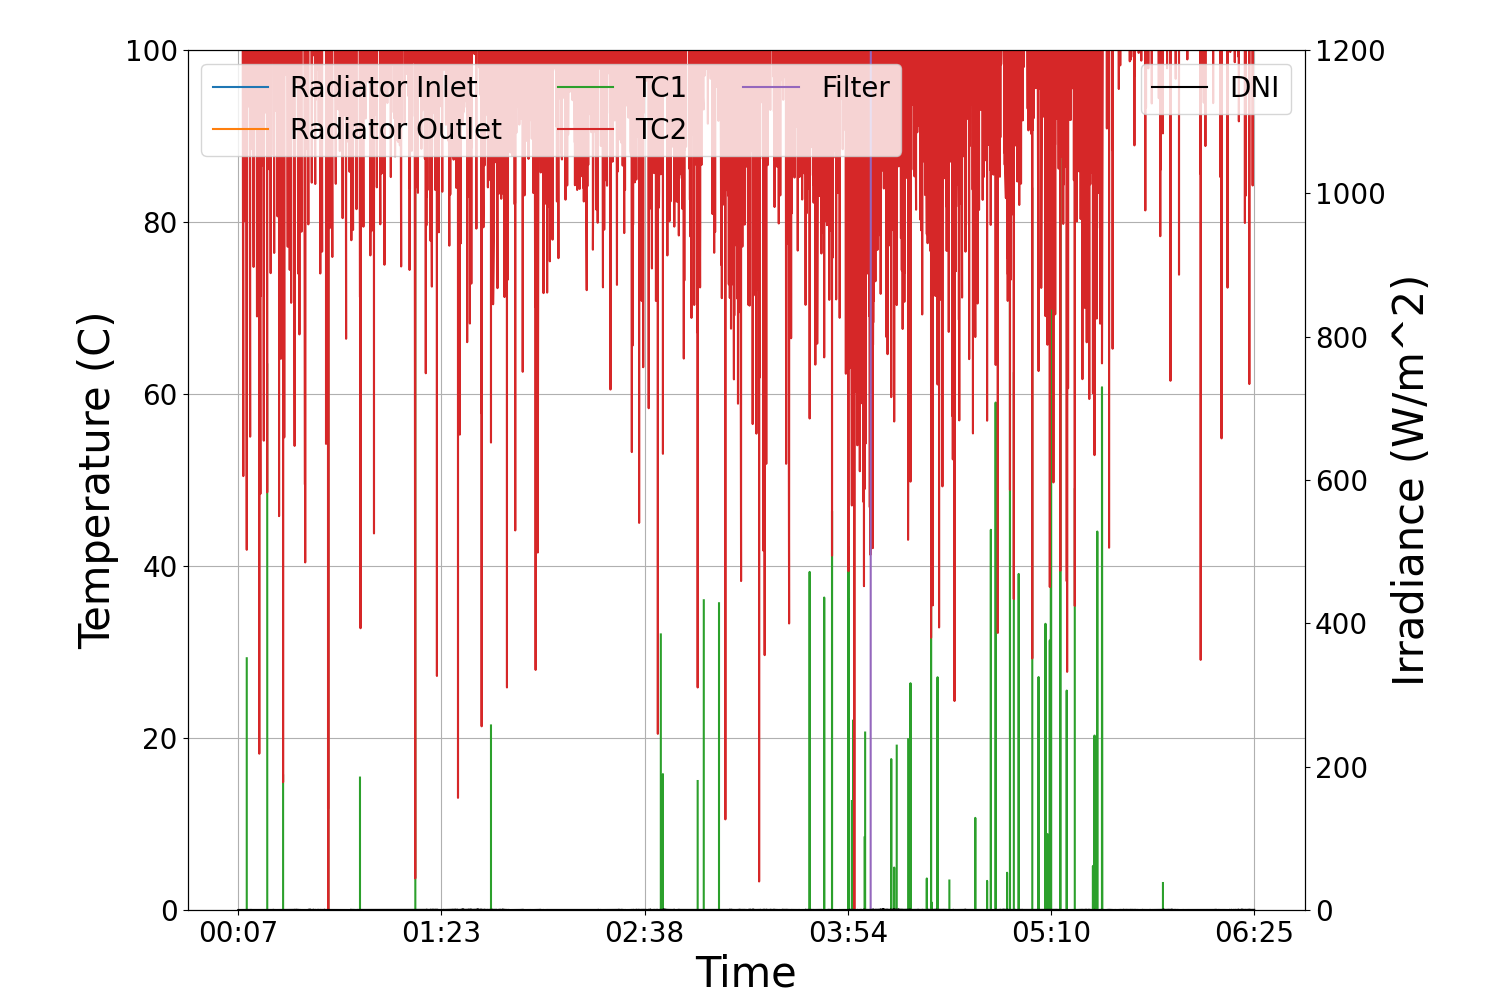 100
80
60
40
20
0
Temperature (C)
Radiator Inlet
Radiator Outlet
TC1
TC2
Filter
DNI
1200
1000
800
600
400
200
0
Irradiance (W/m^2)
00:07
01:23
02:38
03:54
05:10
06:25
Time